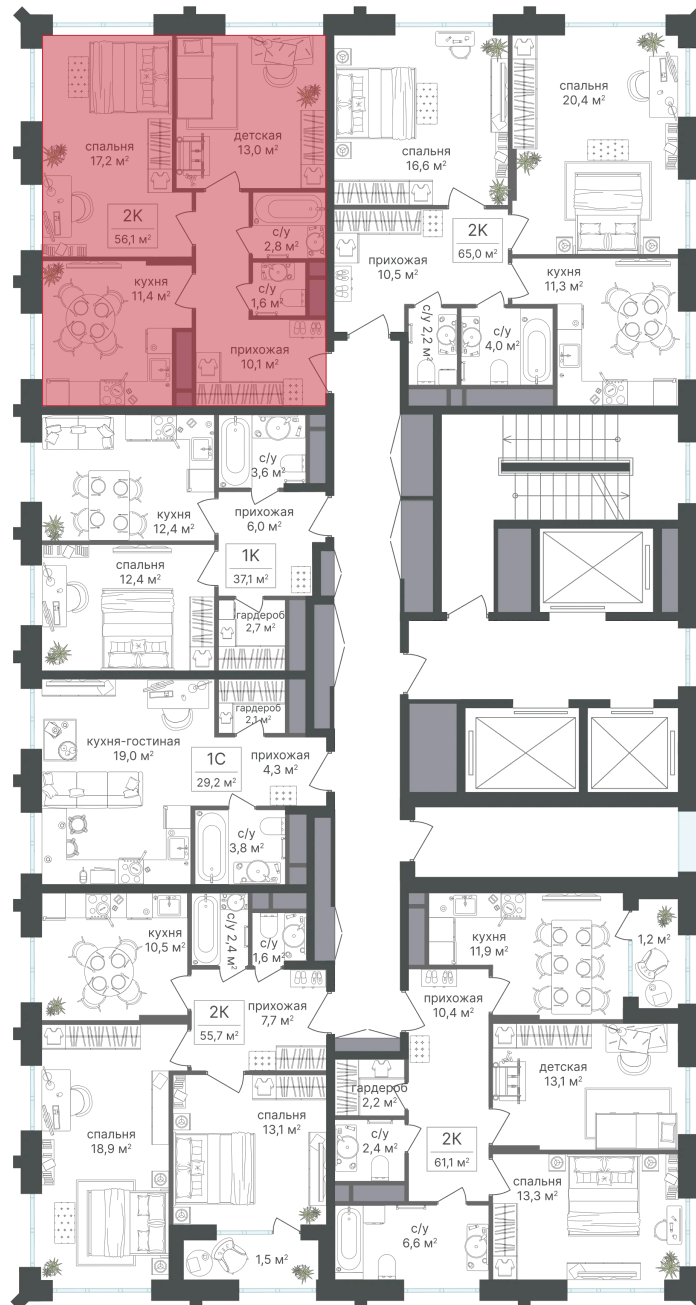 спальня
17,2 м²
детская
13,0 м²
2К
56,1 м²
с/у
2,8 м²
кухня
11,4 м²
с/у
1,6 м²
прихожая
10,1 м²
спальня
16,6 м²
спальня
20,4 м²
2К
65,0 м²
прихожая
10,5 м²
кухня
11,3 м²
с/у 2,2 м²
с/у
4,0 м²
с/у
3,6 м²
кухня
12,4 м²
прихожая
6,0 м²
1К
37,1 м²
спальня
12,4 м²
гардероб
2,7 м²
гардероб
2,1 м²
кухня-гостиная
19,0 м²
1С
29,2 м²
прихожая
4,3 м²
с/у
3,8 м²
кухня
10,5 м²
с/у 2,4 м²
с/у
1,6 м²
2К
55,7 м²
прихожая
7,7 м²
спальня
18,9 м²
спальня
13,1 м²
1,5 м²
кухня
11,9 м²
1,2 м²
прихожая
10,4 м²
детская
13,1 м²
гардероб
2,2 м²
с/у
2,4 м²
2К
61,1 м²
спальня
13,3 м²
с/у
6,6 м²